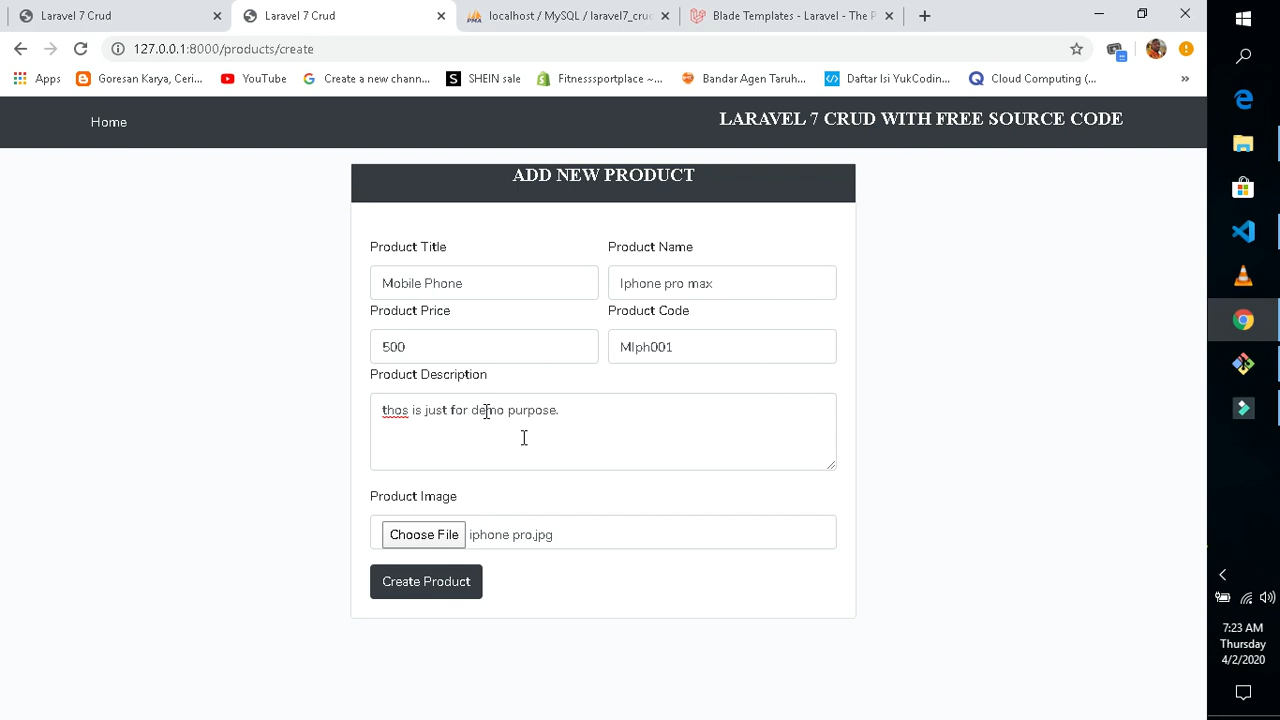 Laravel 7 Crud
Laravel 7 Crud
localhost / MySQL / laravel7_cruc
Blade Templates - Laravel - The P
127.0.0.1:8000/products/create
Apps
Goresan Karya, Ceri...
YouTube
Create a new chann...
SHEIN sale
Fitnesssportplace ~...
Banjar Agen Taruh...
Daftar Isi YukCodin...
Cloud Computing (...
Home
LARAVEL 7 CRUD WITH FREE SOURCE CODE
ADD NEW PRODUCT
Product Title
Product Name
Mobile Phone
Iphone pro max
Product Price
Product Code
500
MIph001
Product Description
thos is just for demo purpose.
Product Image
Choose File iphone pro.jpg
Create Product
7:23 AM
Thursday
4/2/2020